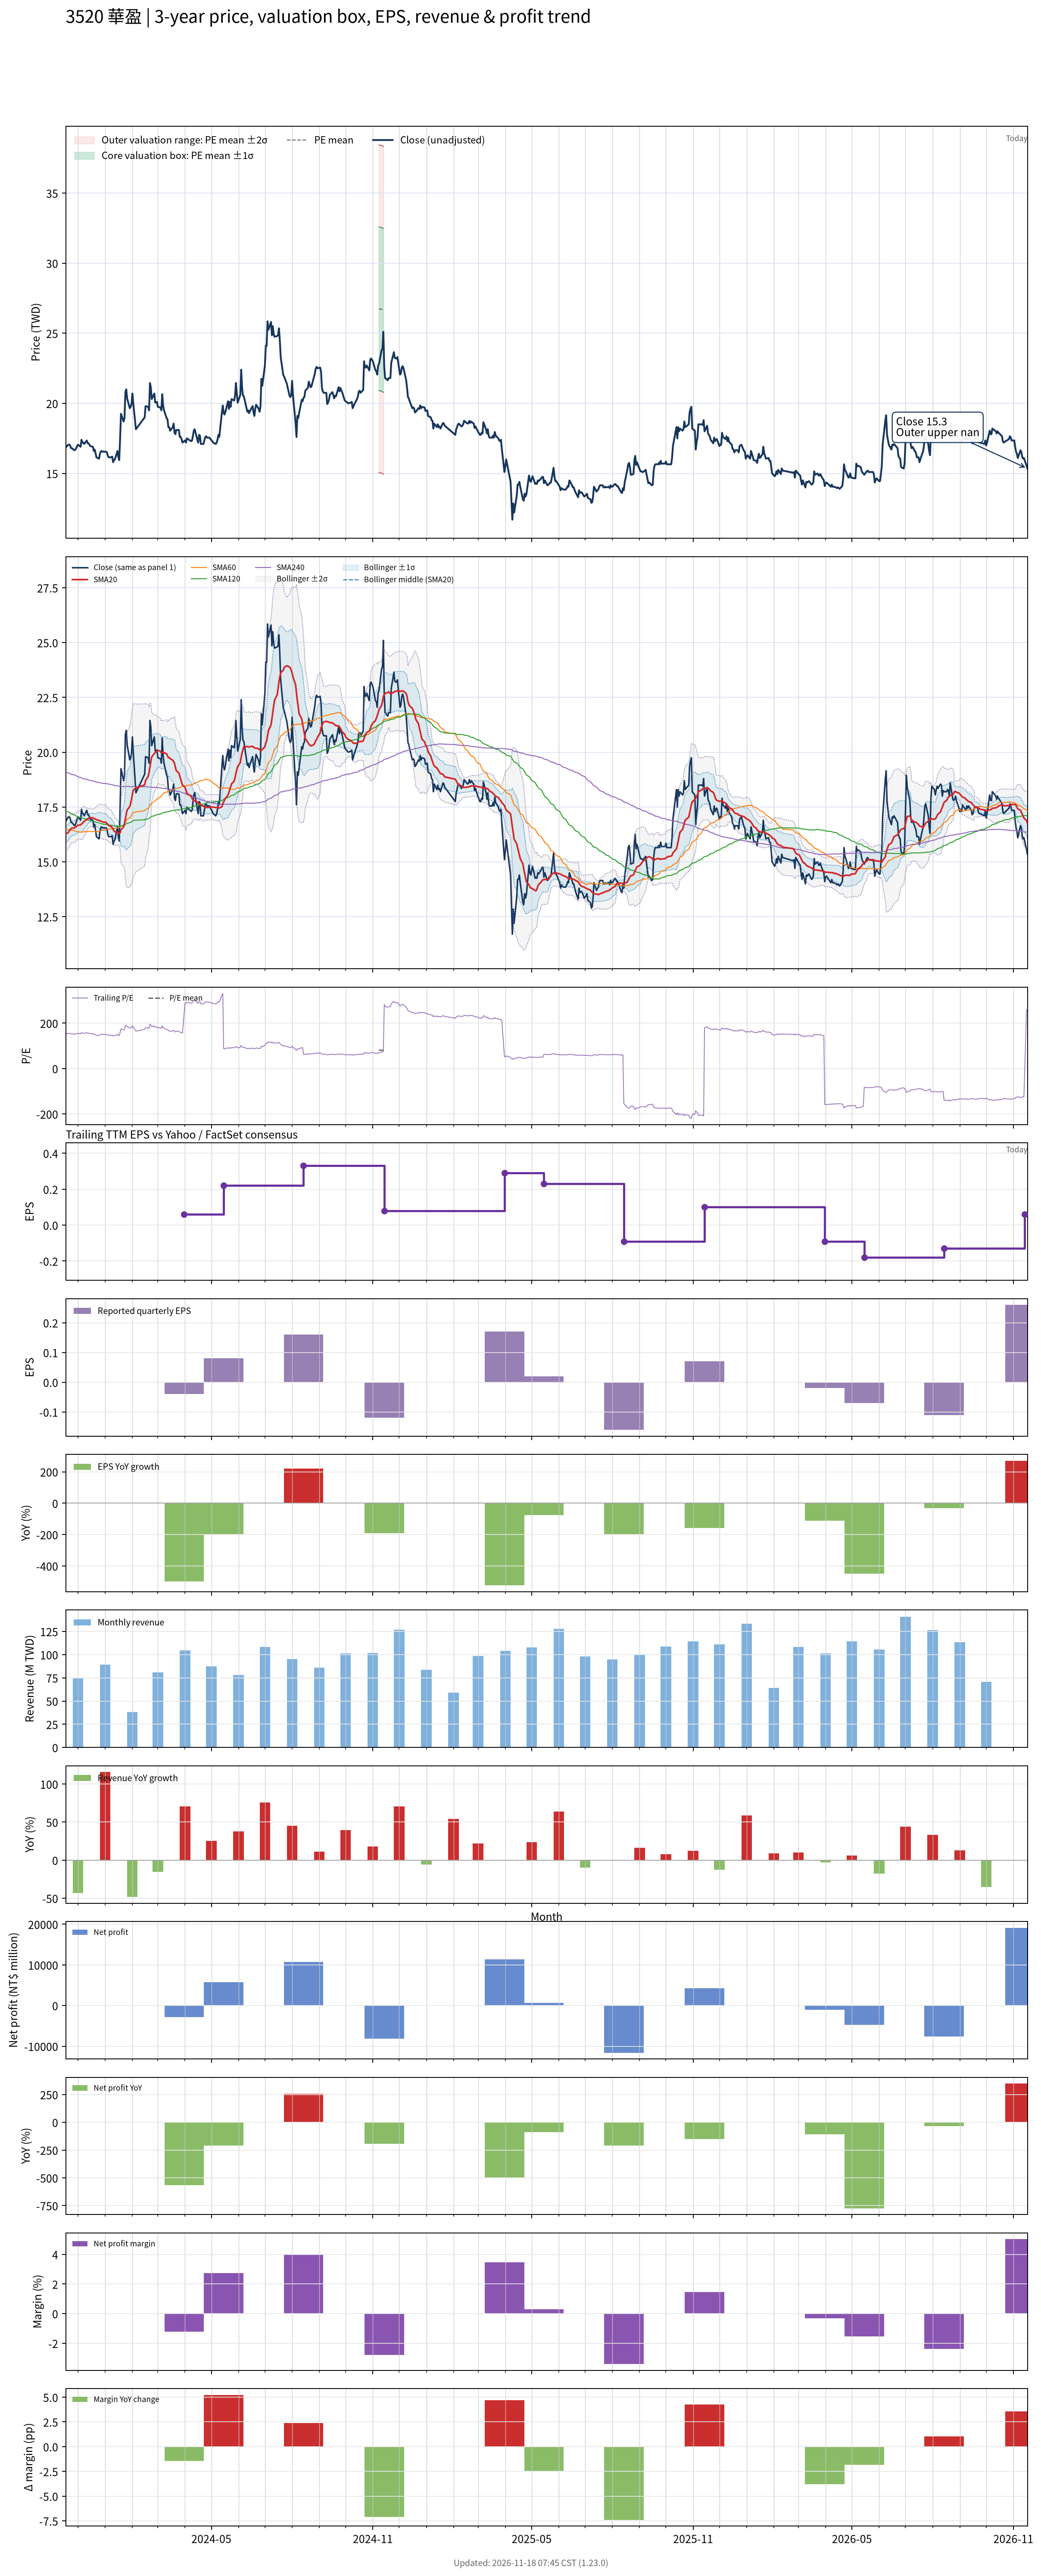 3520 華盈 | 3-year price, valuation box, EPS, revenue & profit trend
Outer valuation range: PE mean ±2σ
PE mean
Close (unadjusted)
Core valuation box: PE mean ±1σ
Today
Price (TWD)
35
30
25
20
15
Close 15.3
Outer upper nan
Close (same as panel 1)
SMA60
SMA240
Bollinger ±1σ
SMA20
SMA120
Bollinger ±2σ
Bollinger middle (SMA20)
Price
27.5
25.0
22.5
20.0
17.5
15.0
12.5
Trailing P/E
P/E mean
P/E
200
0
-200
Trailing TTM EPS vs Yahoo / FactSet consensus
Today
EPS
0.4
0.2
0.0
-0.2
Reported quarterly EPS
EPS
0.2
0.1
0.0
-0.1
EPS YoY growth
YoY (%)
200
0
-200
-400
Monthly revenue
Revenue (M TWD)
125
100
75
50
25
0
Revenue YoY growth
YoY (%)
100
50
0
-50
Month
Net profit
Net profit (NT$ million)
20000
10000
0
-10000
Net profit YoY
YoY (%)
250
0
-250
-500
-750
Net profit margin
Margin (%)
4
2
0
-2
Margin YoY change
Δ margin (pp)
5.0
2.5
0.0
-2.5
-5.0
-7.5
2024-05
2024-11
2025-05
2025-11
2026-05
2026-11
Updated: 2026-11-18 07:45 CST (1.23.0)